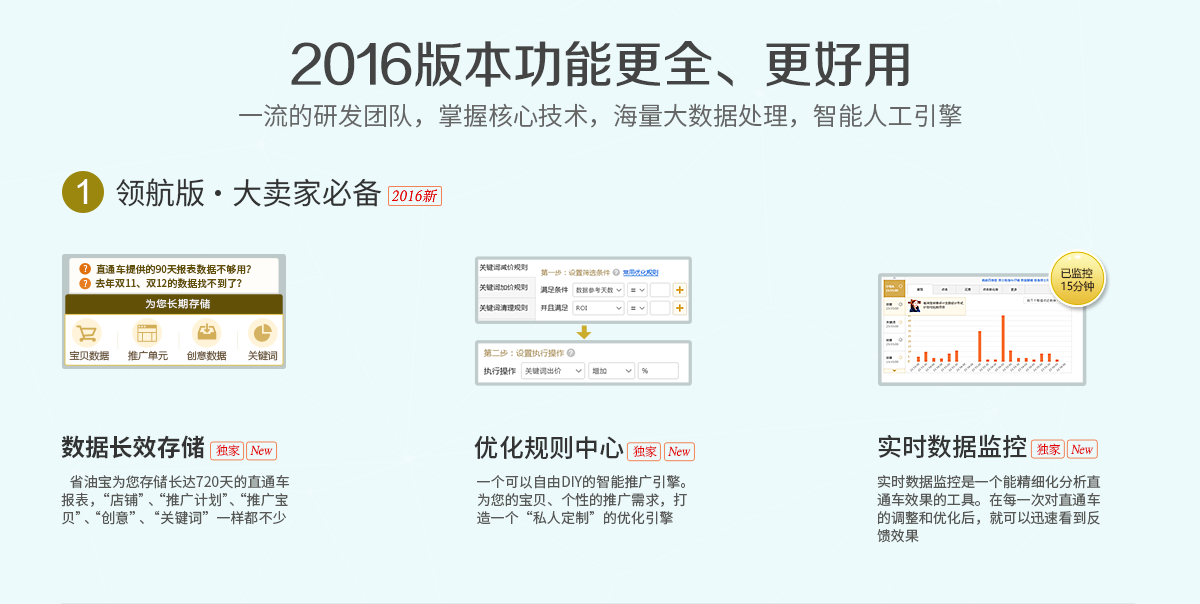 2016版本功能更全、更好用
一流的研发团队，掌握核心技术，海量大数据处理，智能人工引擎
1 领航版·大卖家必备 2016新
? 直通车提供的90天报表数据不够用?
? 去年双11、双12的数据找不到了?
为您长期存储
宝贝数据 推广单元 创意数据 关键词
关键词减价规则
关键词加价规则
关键词清理规则
第一步：设置筛选条件 ? 常用优化规则
满足条件 数据参考天数 =
并且满足 ROI =
第二步：设置执行操作 ?
执行操作 关键词出价 增加 %
已监控
15分钟
数据长效存储 独家 New
省油宝为您存储长达720天的直通车
报表，“店铺”、“推广计划”、“推广宝
贝”、“创意”、“关键词”一样都不少
优化规则中心 独家 New
一个可以自由DIY的智能推广引擎。
为您的宝贝、个性的推广需求，打
造一个“私人定制”的优化引擎
实时数据监控 独家 New
实时数据监控是一个能精细化分析直
通车效果的工具。在每一次对直通车
的调整和优化后，就可以迅速看到反
馈效果